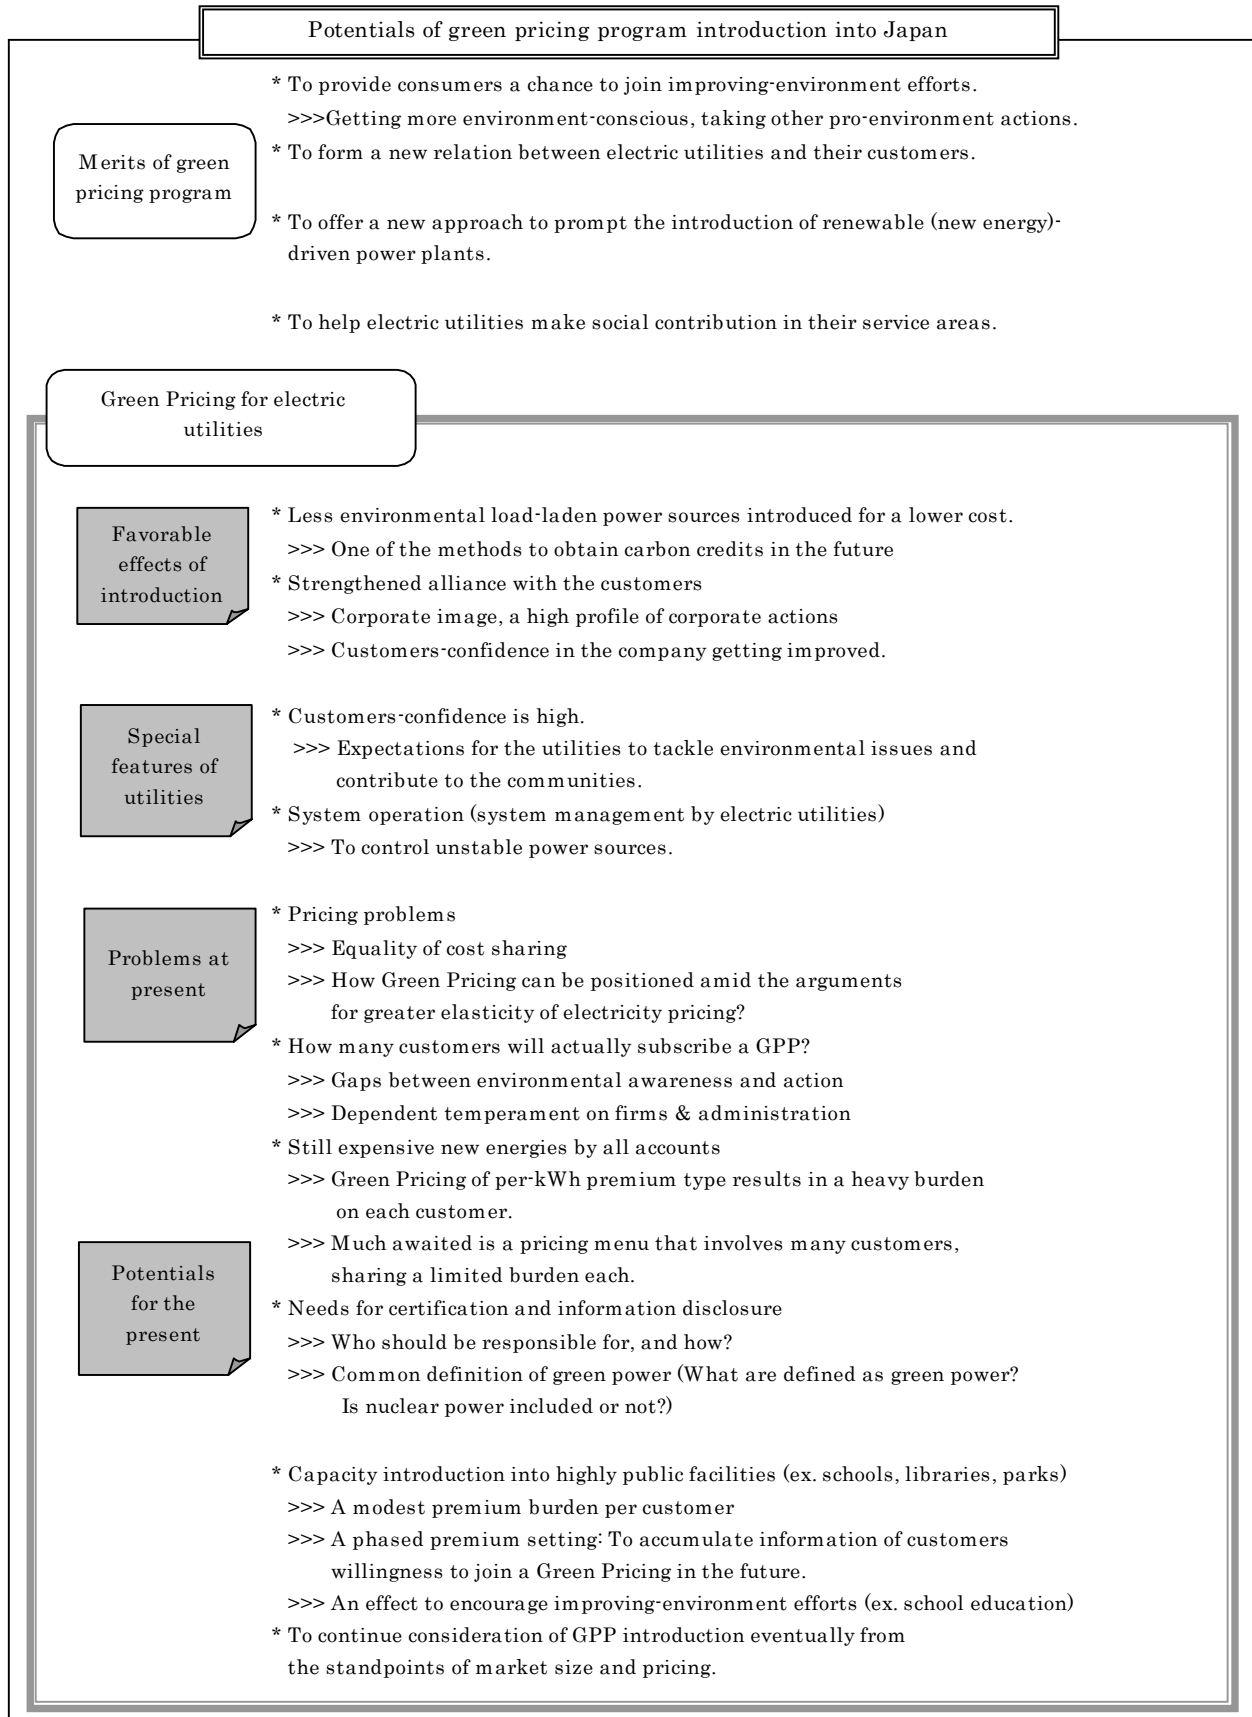 Potentials of green pricing program introduction into Japan
* To provide consumers a chance to join improving-environment efforts.
>>>Getting more environment-conscious, taking other pro-environment actions.
Merits of green
pricing program
* To form a new relation between electric utilities and their customers.
* To offer a new approach to prompt the introduction of renewable (new energy)-
driven power plants.
* To help electric utilities make social contribution in their service areas.
Green Pricing for electric
utilities
Favorable
effects of
introduction
* Less environmental load-laden power sources introduced for a lower cost.
>>> One of the methods to obtain carbon credits in the future
* Strengthened alliance with the customers
>>> Corporate image, a high profile of corporate actions
>>> Customers-confidence in the company getting improved.
Special
features of
utilities
* Customers-confidence is high.
>>> Expectations for the utilities to tackle environmental issues and
contribute to the communities.
* System operation (system management by electric utilities)
>>> To control unstable power sources.
Problems at
present
* Pricing problems
>>> Equality of cost sharing
>>> How Green Pricing can be positioned amid the arguments
for greater elasticity of electricity pricing?
* How many customers will actually subscribe a GPP?
>>> Gaps between environmental awareness and action
>>> Dependent temperament on firms & administration
* Still expensive new energies by all accounts
>>> Green Pricing of per-kWh premium type results in a heavy burden
on each customer.
>>> Much awaited is a pricing menu that involves many customers,
sharing a limited burden each.
Potentials
for the
present
* Needs for certification and information disclosure
>>> Who should be responsible for, and how?
>>> Common definition of green power (What are defined as green power?
Is nuclear power included or not?)
* Capacity introduction into highly public facilities (ex. schools, libraries, parks)
>>> A modest premium burden per customer
>>> A phased premium setting: To accumulate information of customers
willingness to join a Green Pricing in the future.
>>> An effect to encourage improving-environment efforts (ex. school education)
* To continue consideration of GPP introduction eventually from
the standpoints of market size and pricing.